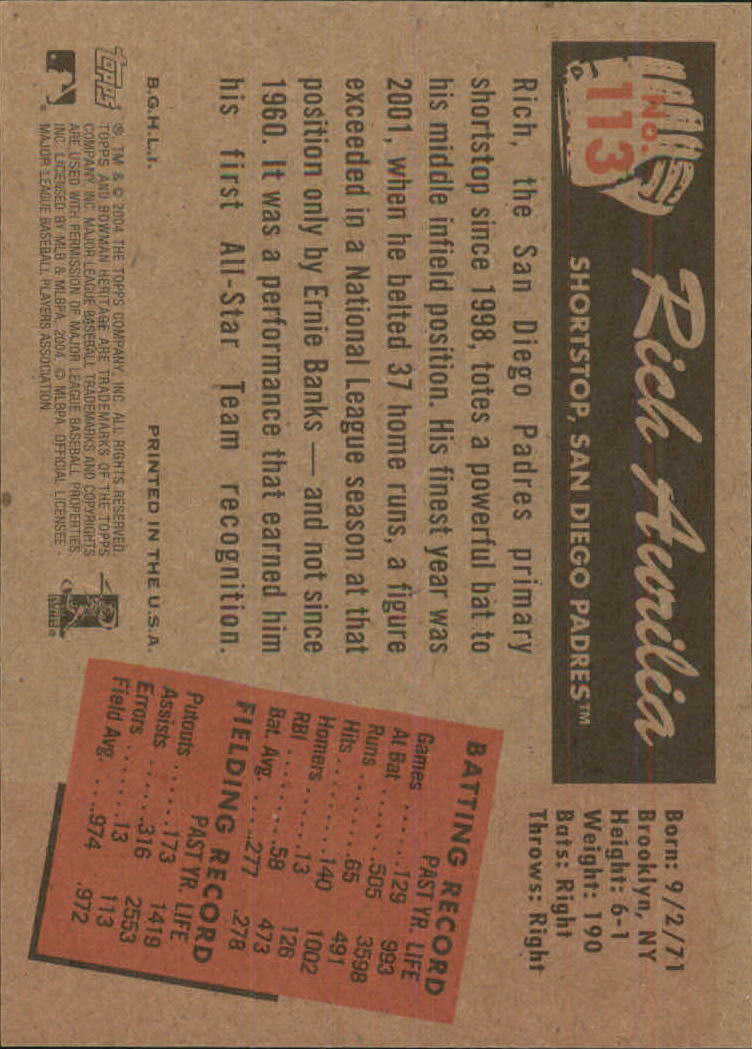 No.
113
Rich Aurilia
SHORTSTOP, SAN DIEGO PADRES™
Born: 9/2/71
Brooklyn, NY
Height: 6-1
Weight: 190
Bats: Right
Throws: Right
Rich, the San Diego Padres primary
shortstop since 1998, totes a powerful bat to
his middle infield position. His finest year was
2001, when he belted 37 home runs, a figure
exceeded in a National League season at that
position only by Ernie Banks — and not since
1960. It was a performance that earned him
his first All-Star Team recognition.
BATTING RECORD
PAST YR. LIFE
Games ......129 993
At Bat .......505 3598
Runs .........65 491
Hits .........140 1002
Homers ........13 126
RBI ..........58 473
Bat. Avg. .....277 .278
FIELDING RECORD
PAST YR. LIFE
Putouts .....173 1419
Assists .....316 2553
Errors .......13 113
Field Avg. ....974 .972
B.G.H.L.I. PRINTED IN THE U.S.A.
Topps
®, TM & © 2004 THE TOPPS COMPANY, INC. ALL RIGHTS RESERVED.
TOPPS AND BOWMAN HERITAGE ARE TRADEMARKS OF THE TOPPS
COMPANY, INC. MAJOR LEAGUE BASEBALL TRADEMARKS AND COPYRIGHTS
ARE USED WITH PERMISSION OF MAJOR LEAGUE BASEBALL PROPERTIES,
INC. LICENSED BY MLB & MLBPA, 2004. © MLBPA. OFFICIAL LICENSEE -
MAJOR LEAGUE BASEBALL PLAYERS ASSOCIATION